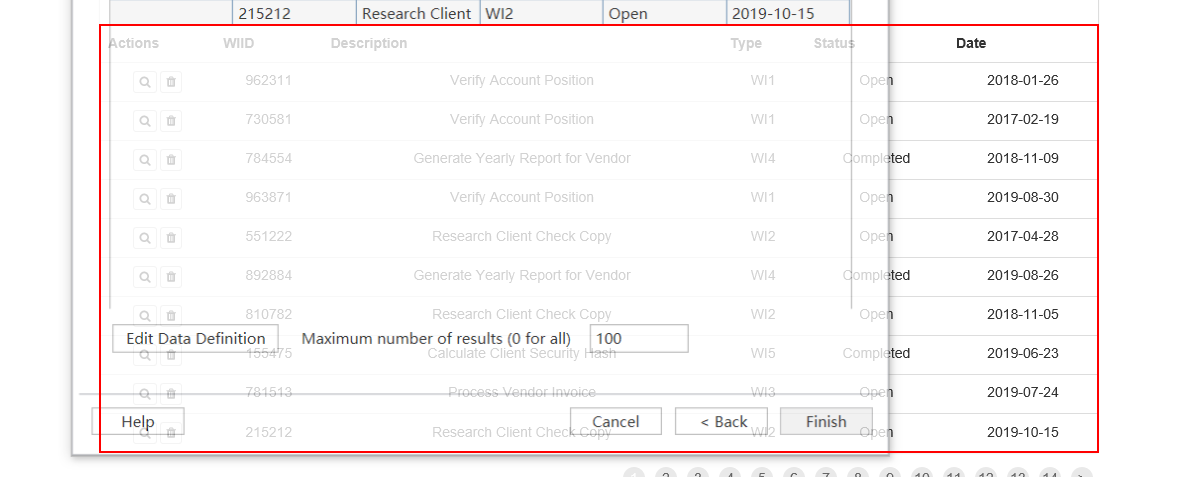 215212 Research Client WI2 Open 2019-10-15
Actions WIID Description Type Status Date
962311 Verify Account Position WI1 Open 2018-01-26
730581 Verify Account Position WI1 Open 2017-02-19
784554 Generate Yearly Report for Vendor WI4 Completed 2018-11-09
963871 Verify Account Position WI1 Open 2019-08-30
551222 Research Client Check Copy WI2 Open 2017-04-28
892884 Generate Yearly Report for Vendor WI4 Completed 2019-08-26
810782 Research Client Check Copy WI2 Open 2018-11-05
Edit Data Definition Maximum number of results (0 for all) 100
155475 Calculate Client Security Hash WI5 Completed 2019-06-23
781513 Process Vendor Invoice WI3 Open 2019-07-24
Help Cancel < Back Finish
215212 Research Client Check Copy WI2 Open 2019-10-15
1 2 3 4 5 6 7 8 9 10 11 12 13 14 >